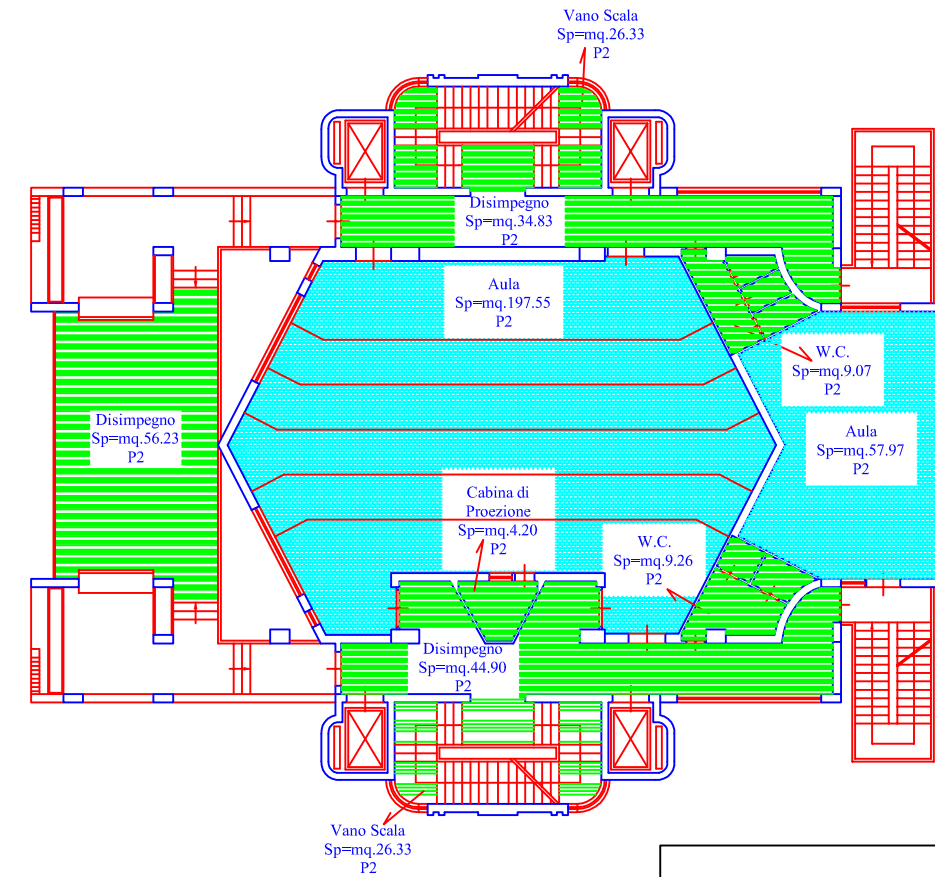 Vano Scala
Sp=mq.26.33
P2
Disimpegno
Sp=mq.34.83
P2
Aula
Sp=mq.197.55
P2
W.C.
Sp=mq.9.07
P2
Disimpegno
Sp=mq.56.23
P2
Aula
Sp=mq.57.97
P2
Cabina di
Proezione
Sp=mq.4.20
P2
W.C.
Sp=mq.9.26
P2
Disimpegno
Sp=mq.44.90
P2
Vano Scala
Sp=mq.26.33
P2